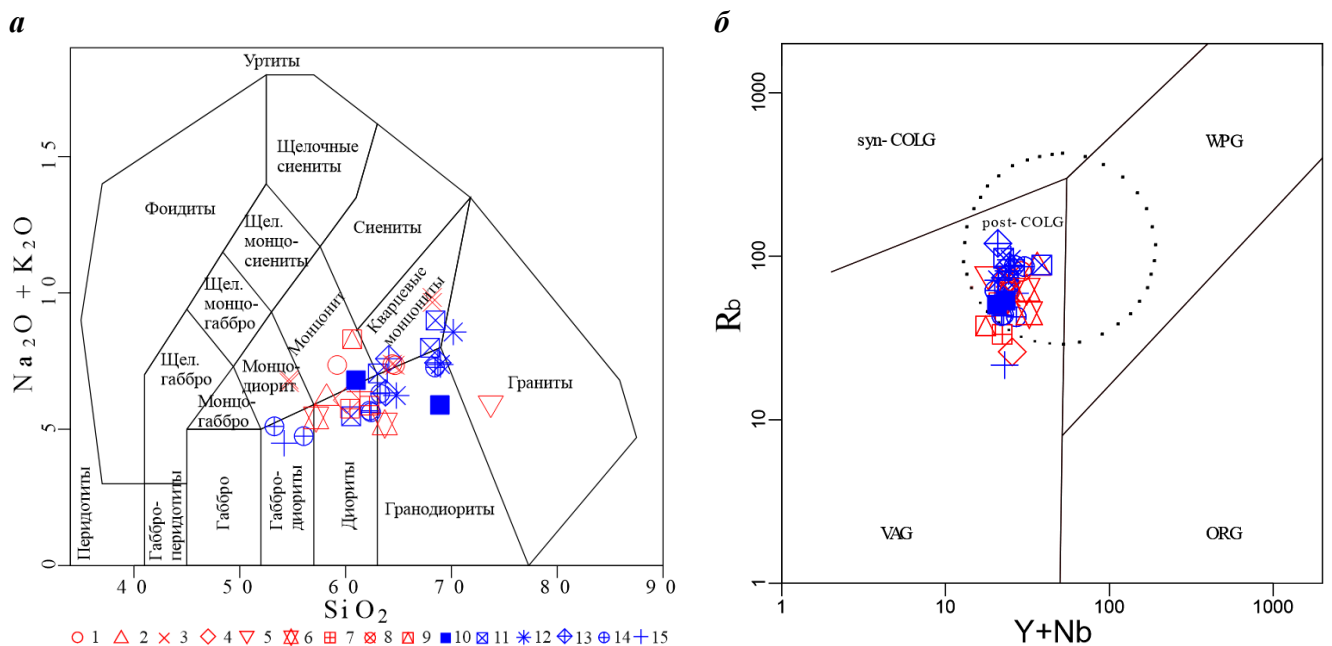 а
Уртиты
Щелочные
сиениты
Фоидиты
Щел.
монцо-
сиениты
Сиениты
Щел.
монцо-
габбро
Монцонит
Кварцевые
монцониты
Щел.
габбро
Монцо-
диорит
Монцо-
габбро
Граниты
Перидотиты
Габбро-
перидотиты
Габбро
Габбро-
диориты
Диориты
Гранодиориты
Na2O + K2O
0
5
10
15
40
50
60
70
80
90
SiO2
1 2 3 4 5 6 7 8 9 10 11 12 13 14 15
б
syn-COLG
WPG
post-COLG
VAG
ORG
Rb
1000
100
10
1
1
10
100
1000
Y+Nb